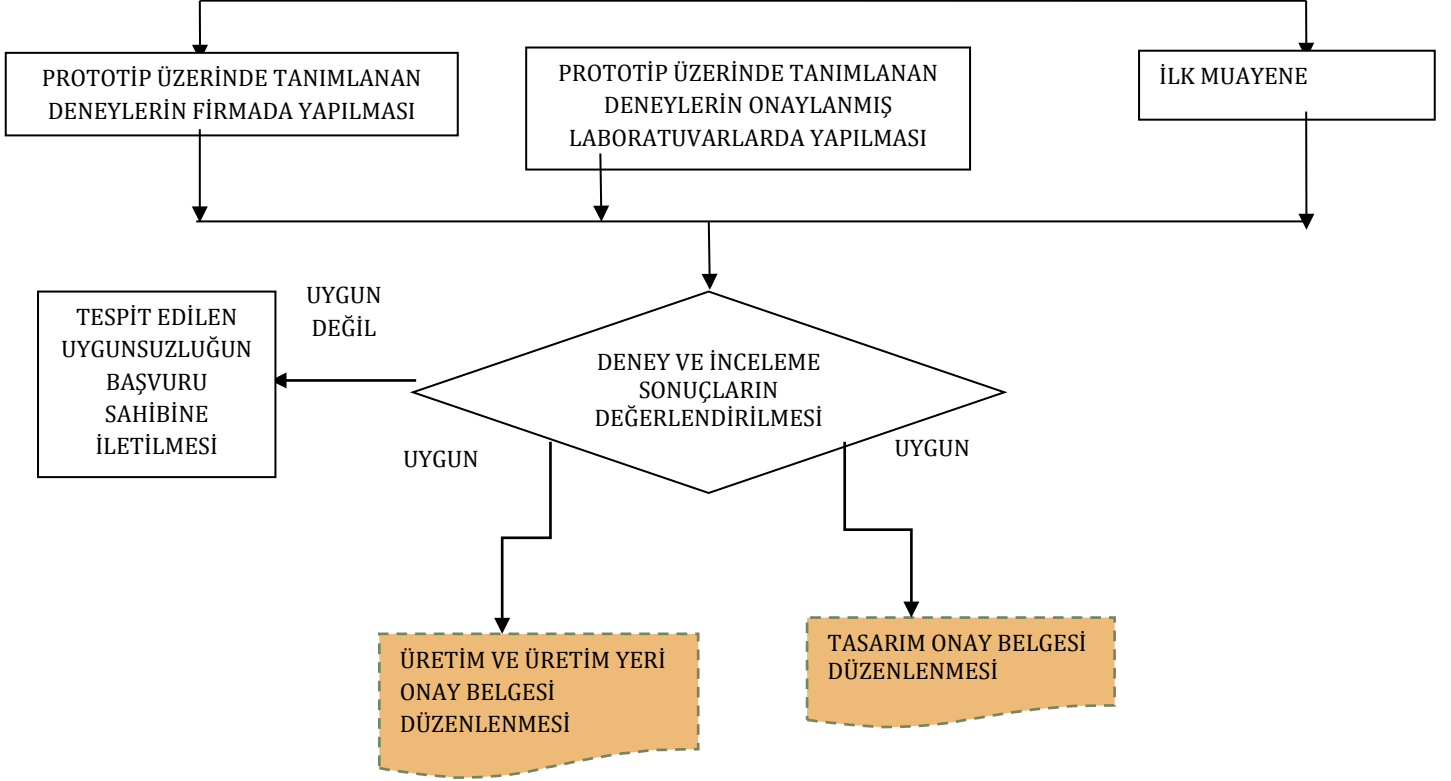 PROTOTİP ÜZERİNDE TANIMLANAN
DENEYLERİN FİRMADA YAPILMASI
PROTOTİP ÜZERİNDE TANIMLANAN
DENEYLERİN ONAYLANMIŞ
LABORATUVARLARDA YAPILMASI
İLK MUAYENE
TESPİT EDİLEN
UYGUNSUZLUĞUN
BAŞVURU
SAHİBİNE
İLETİLMESİ
UYGUN
DEĞİL
DENEY VE İNCELEME
SONUÇLARIN
DEĞERLENDİRİLMESİ
UYGUN
UYGUN
ÜRETİM VE ÜRETİM YERİ
ONAY BELGESİ
DÜZENLENMESİ
TASARIM ONAY BELGESİ
DÜZENLENMESİ